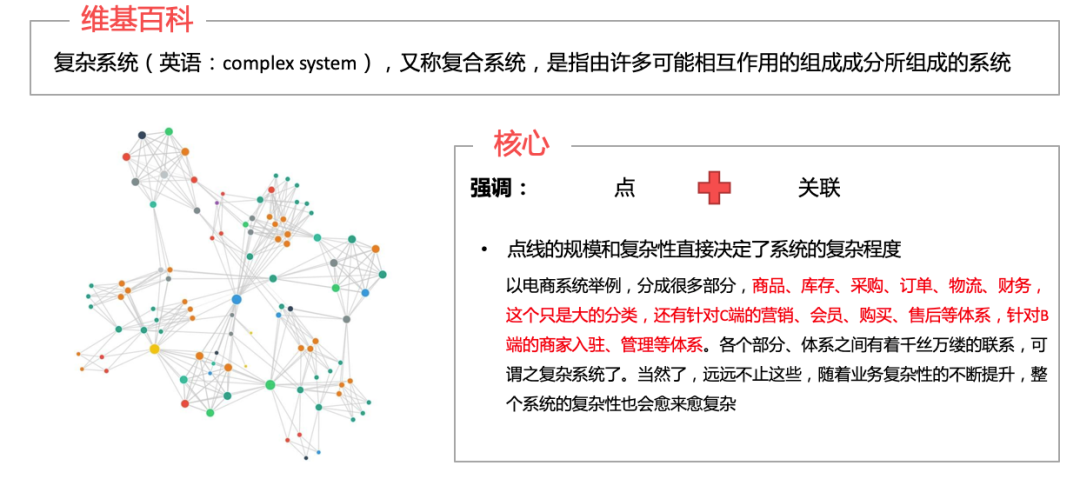 维基百科
复杂系统（英语：complex system），又称复合系统，是指由许多可能相互作用的组成成分所组成的系统
核心
强调： 点 关联
• 点线的规模和复杂性直接决定了系统的复杂程度
以电商系统举例，分成很多部分，商品、库存、采购、订单、物流、财务，
这个只是大的分类，还有针对C端的营销、会员、购买、售后等体系，针对B
端的商家入驻、管理等体系。各个部分、体系之间有着千丝万缕的联系，可
谓之复杂系统了。当然了，远远不止这些，随着业务复杂性的不断提升，整
个系统的复杂性也会愈来愈复杂